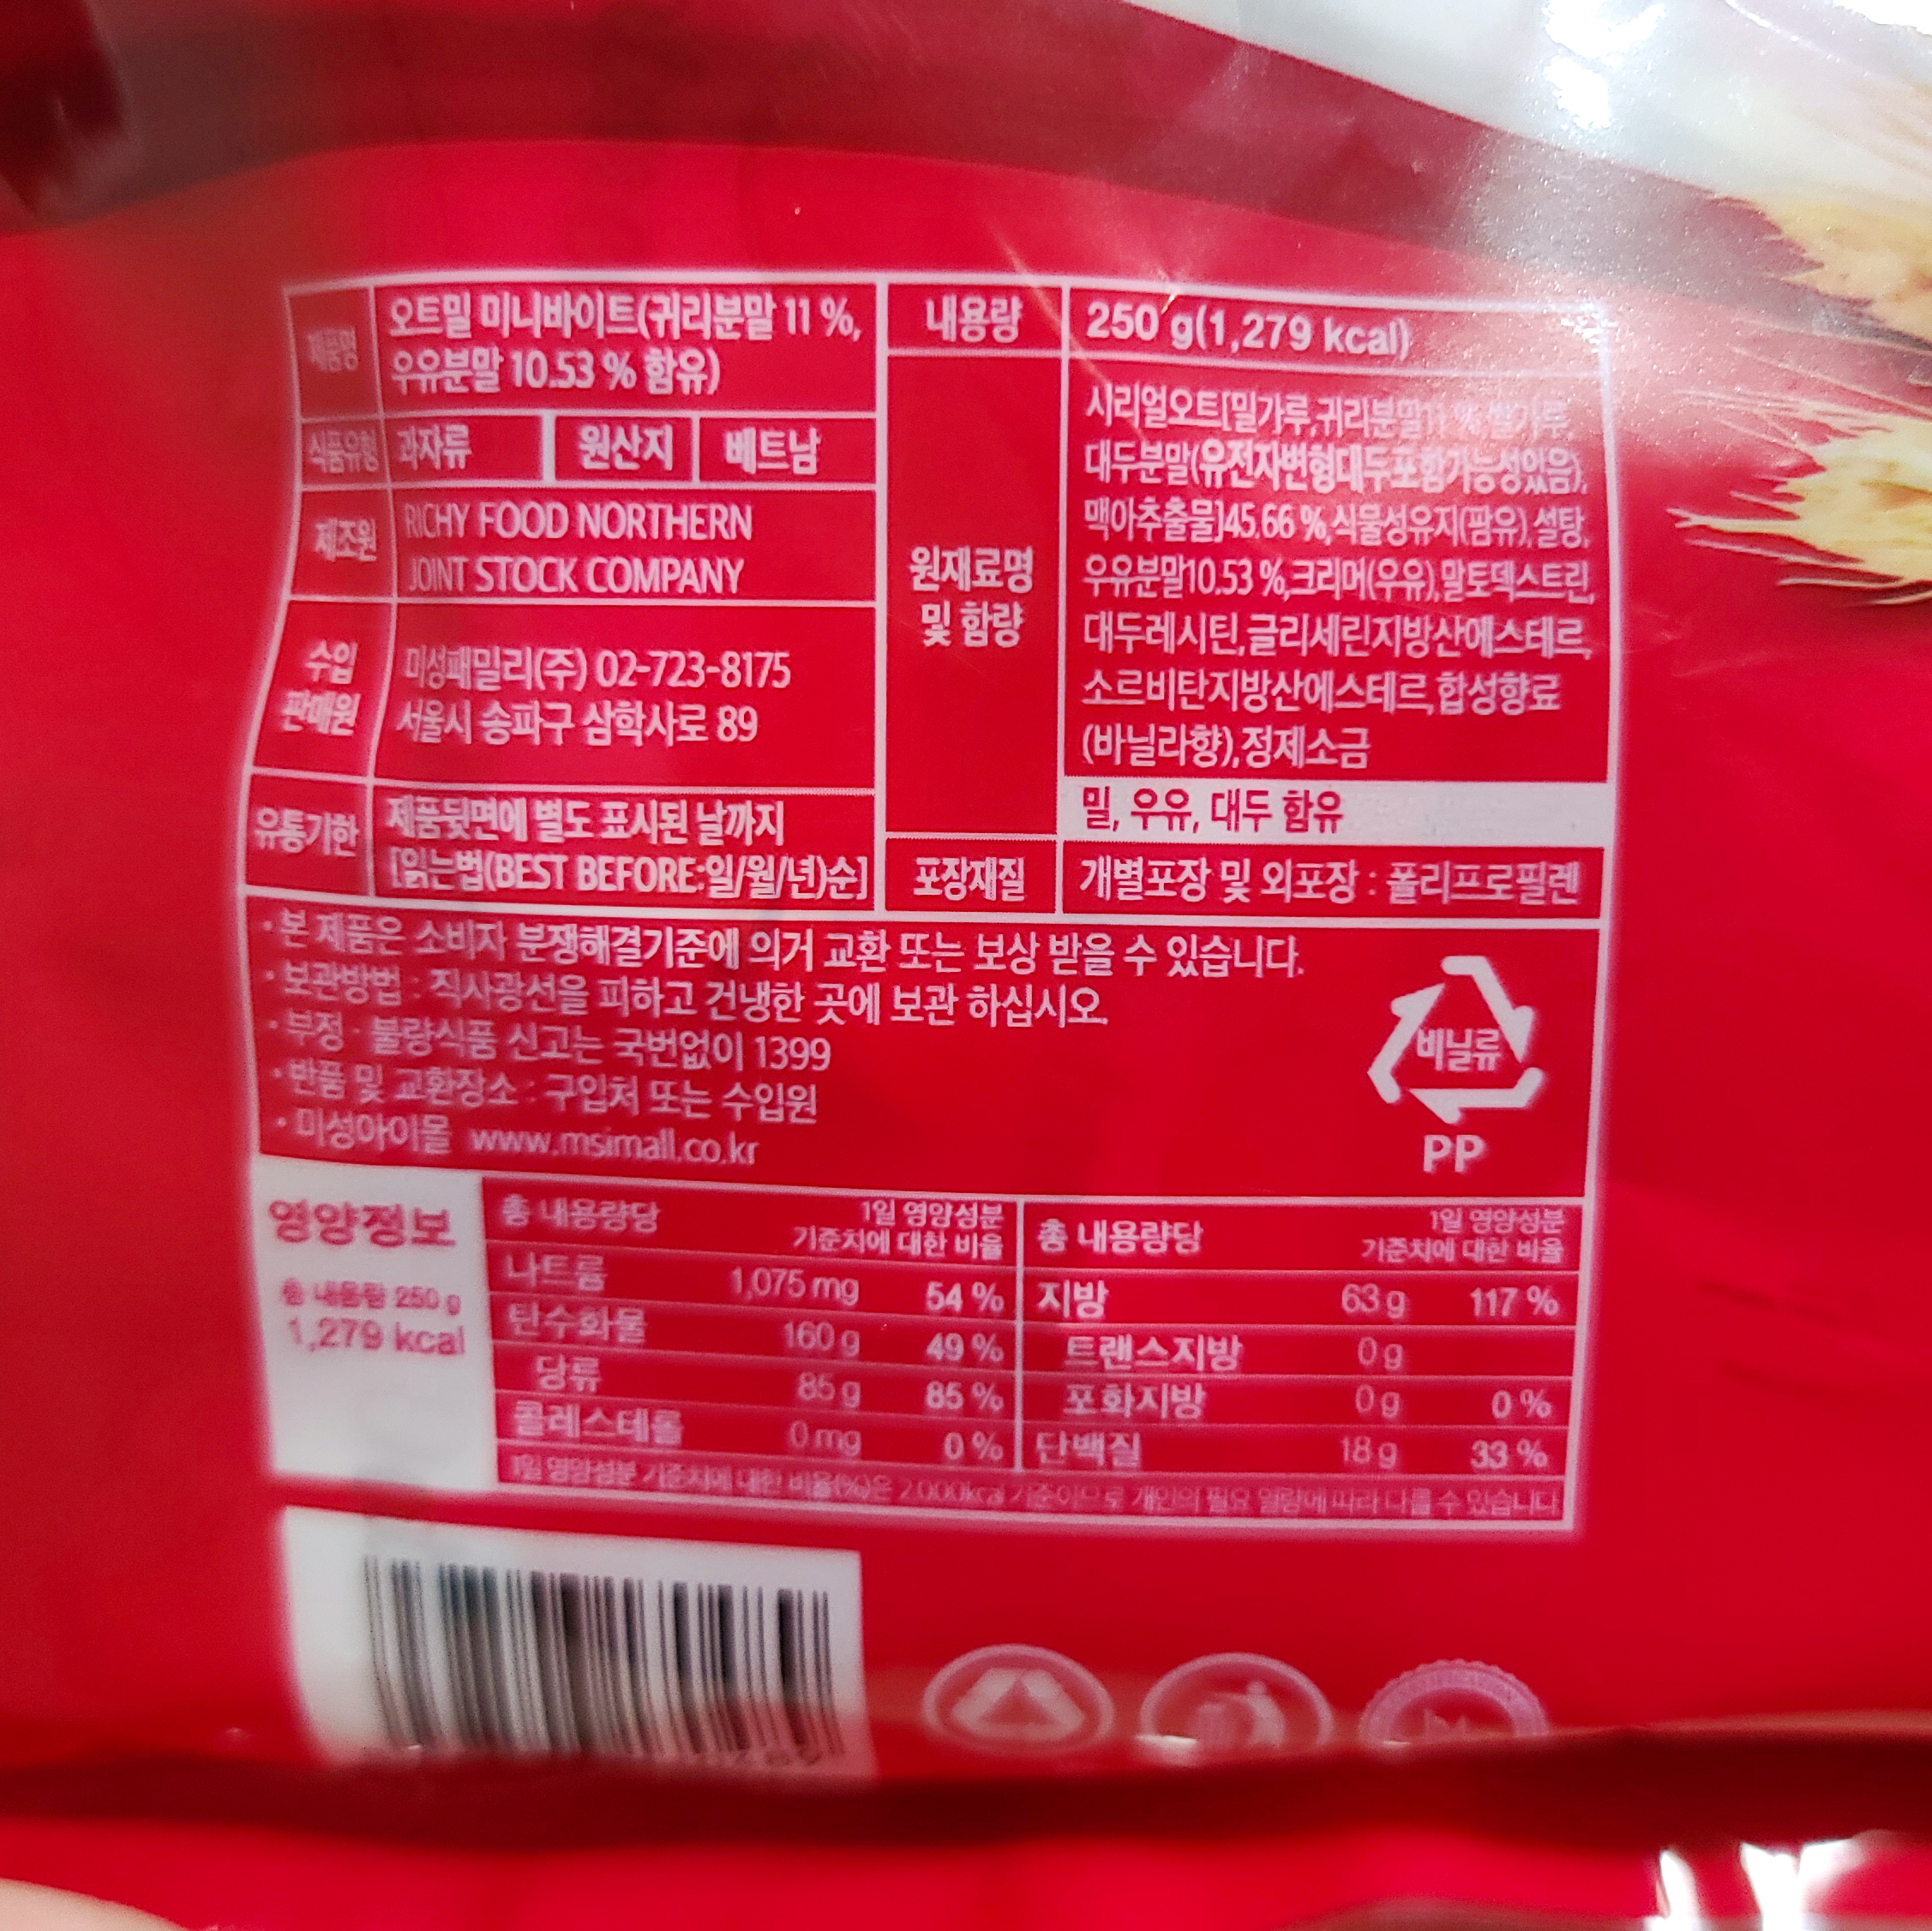 제품명
오트밀 미니바이트(귀리분말 11 %,
우유분말 10.53 % 함유)
식품유형
과자류
원산지
베트남
제조원
RICHY FOOD NORTHERN
JOINT STOCK COMPANY
수입
판매원
미성패밀리(주) 02-723-8175
서울시 송파구 삼학사로 89
유통기한
제품뒷면에 별도 표시된 날까지
[읽는법(BEST BEFORE:일/월/년)순]
내용량
250 g(1,279 kcal)
원재료명
및 함량
시리얼오트[밀가루,귀리분말11 %,쌀가루,
대두분말(유전자변형대두포함가능성있음),
맥아추출물]45.66 %,식물성유지(팜유),설탕,
우유분말10.53 %,크리머(우유),말토덱스트린,
대두레시틴,글리세린지방산에스테르,
소르비탄지방산에스테르,합성향료
(바닐라향),정제소금
밀, 우유, 대두 함유
포장재질
개별포장 및 외포장 : 폴리프로필렌
· 본 제품은 소비자 분쟁해결기준에 의거 교환 또는 보상 받을 수 있습니다.
· 보관방법 : 직사광선을 피하고 건냉한 곳에 보관 하십시오.
· 부정 · 불량식품 신고는 국번없이 1399
· 반품 및 교환장소 : 구입처 또는 수입원
· 미성아이몰 www.msimall.co.kr
비닐류
PP
영양정보
총 내용량 250 g
1,279 kcal
총 내용량당 1일 영양성분
기준치에 대한 비율
나트륨 1,075 mg 54 %
탄수화물 160 g 49 %
당류 85 g 85 %
콜레스테롤 0 mg 0 %
총 내용량당 1일 영양성분
기준치에 대한 비율
지방 63 g 117 %
트랜스지방 0 g
포화지방 0 g 0 %
단백질 18 g 33 %
1일 영양성분 기준치에 대한 비율(%)은 2,000kcal 기준이므로 개인의 필요 열량에 따라 다를 수 있습니다